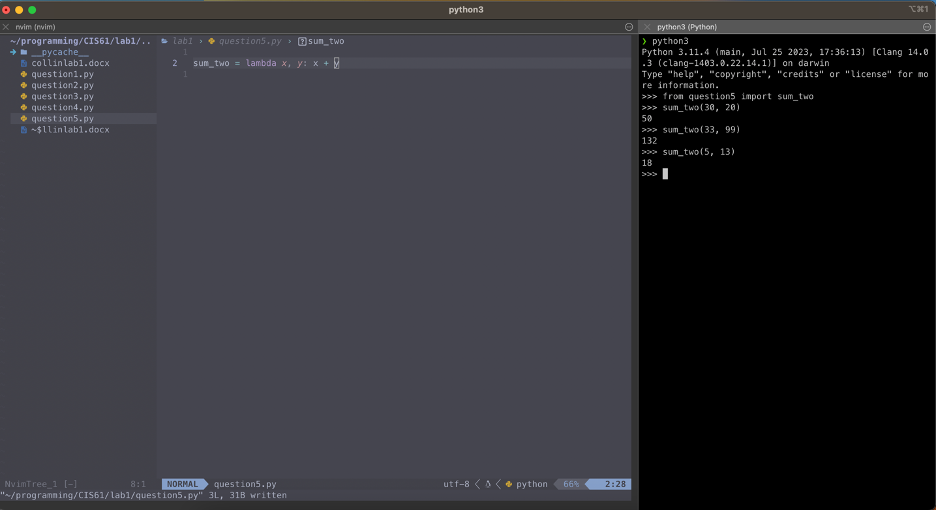 python3
⌥⌘1
nvim (nvim)
python3 (Python)
~/programming/CIS61/lab1/..
__pycache__
collinlab1.docx
question1.py
question2.py
question3.py
question4.py
question5.py
~$llinlab1.docx
lab1 › question5.py › sum_two
1
2 sum_two = lambda x, y: x + y
1
NvimTree_1 [-] 8:1
NORMAL question5.py utf-8 python 66% 2:28
"~/programming/CIS61/lab1/question5.py" 3L, 31B written
❯ python3
Python 3.11.4 (main, Jul 25 2023, 17:36:13) [Clang 14.0
.3 (clang-1403.0.22.14.1)] on darwin
Type "help", "copyright", "credits" or "license" for mo
re information.
>>> from question5 import sum_two
>>> sum_two(30, 20)
50
>>> sum_two(33, 99)
132
>>> sum_two(5, 13)
18
>>>